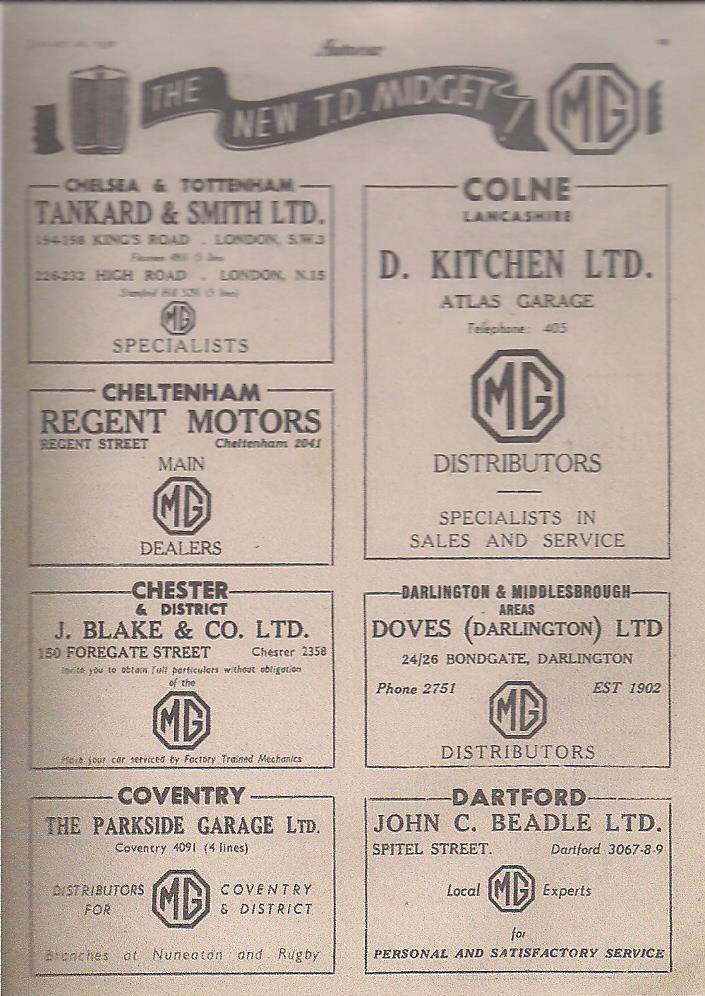 Autocar
THE NEW T.D. MIDGET!
MG
CHELSEA & TOTTENHAM
TANKARD & SMITH LTD.
194-198 KING'S ROAD . LONDON, S.W.3
226-232 HIGH ROAD . LONDON, N.15
MG
SPECIALISTS
CHELTENHAM
REGENT MOTORS
REGENT STREET Cheltenham 2041
MAIN
MG
DEALERS
CHESTER
& DISTRICT
J. BLAKE & CO. LTD.
150 FOREGATE STREET Chester 2358
invite you to obtain full particulars without obligation
of the
MG
Have your car serviced by Factory Trained Mechanics
COVENTRY
THE PARKSIDE GARAGE LTD.
Coventry 4091 (4 lines)
DISTRIBUTORS
FOR
MG
COVENTRY
& DISTRICT
Branches at Nuneaton and Rugby
COLNE
LANCASHIRE
D. KITCHEN LTD.
ATLAS GARAGE
Telephone: 405
MG
DISTRIBUTORS
SPECIALISTS IN
SALES AND SERVICE
DARLINGTON & MIDDLESBROUGH
AREAS
DOVES (DARLINGTON) LTD
24/26 BONDGATE, DARLINGTON
Phone 2751 EST 1902
MG
DISTRIBUTORS
DARTFORD
JOHN C. BEADLE LTD.
SPITEL STREET. Dartford 3067-8-9
Local MG Experts
for
PERSONAL AND SATISFACTORY SERVICE